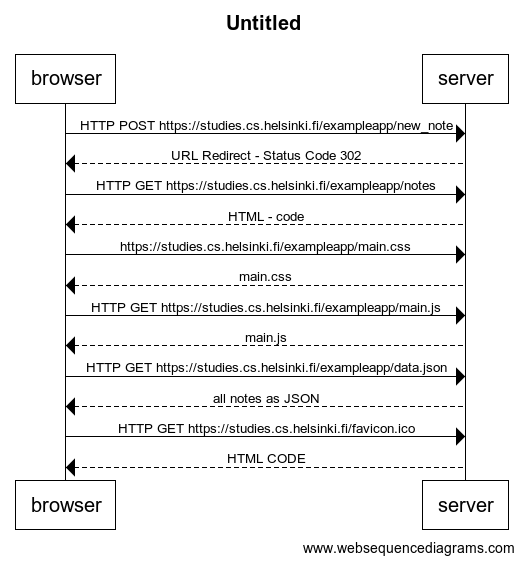 Untitled
browser server
HTTP POST https://studies.cs.helsinki.fi/exampleapp/new_note
URL Redirect - Status Code 302
HTTP GET https://studies.cs.helsinki.fi/exampleapp/notes
HTML - code
https://studies.cs.helsinki.fi/exampleapp/main.css
main.css
HTTP GET https://studies.cs.helsinki.fi/exampleapp/main.js
main.js
HTTP GET https://studies.cs.helsinki.fi/exampleapp/data.json
all notes as JSON
HTTP GET https://studies.cs.helsinki.fi/favicon.ico
HTML CODE
browser server
www.websequencediagrams.com